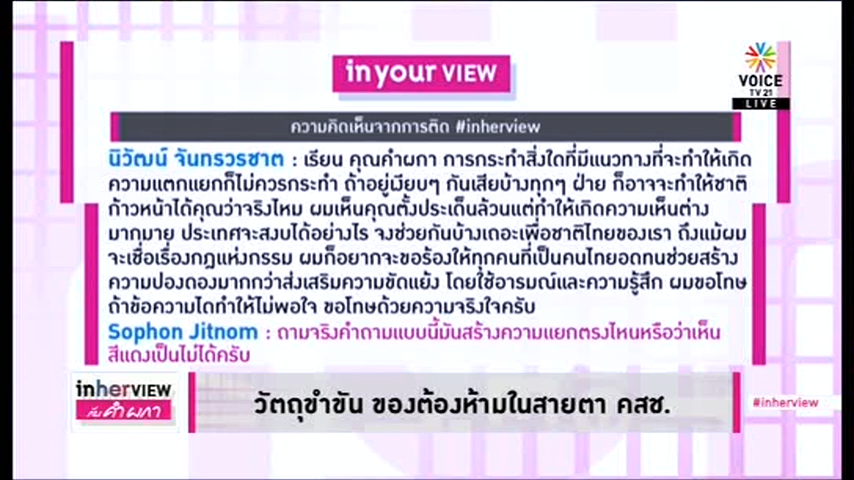 in your VIEW
VOICE
TV 21
LIVE
ความคิดเห็นจากการติด #inherview
นิวัฒน์ จันทรวรชาต : เรียน คุณคำผกา การกระทำสิ่งใดที่มีแนวทางที่จะทำให้เกิด
ความแตกแยกก็ไม่ควรกระทำ ถ้าอยู่เงียบๆ กันเสียบ้างทุกๆ ฝ่าย ก็อาจจะทำให้ชาติ
ก้าวหน้าได้คุณว่าจริงไหม ผมเห็นคุณตั้งประเด็นล้วนแต่ทำให้เกิดความเห็นต่าง
มากมาย ประเทศจะสงบได้อย่างไร จงช่วยกันบ้างเถอะเพื่อชาติไทยของเรา ถึงแม้ผม
จะเชื่อเรื่องกฎแห่งกรรม ผมก็อยากจะขอร้องให้ทุกคนที่เป็นคนไทยอดทนช่วยสร้าง
ความปองดองมากกว่าส่งเสริมความขัดแย้ง โดยใช้อารมณ์และความรู้สึก ผมขอโทษ
ถ้าข้อความใดทำให้ไม่พอใจ ขอโทษด้วยความจริงใจครับ
Sophon Jitnom : ถามจริงคำถามแบบนี้มันสร้างความแยกตรงไหนหรือว่าเห็น
สีแดงเป็นไม่ได้ครับ
in her VIEW
กับ คำ ผกา
วัตถุขำขัน ของต้องห้ามในสายตา คสช.
#inherview